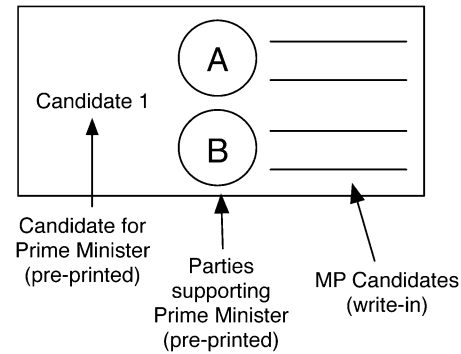 A
Candidate 1
B
Candidate for
Prime Minister
(pre-printed)
Parties
supporting
Prime Minister
(pre-printed)
MP Candidates
(write-in)